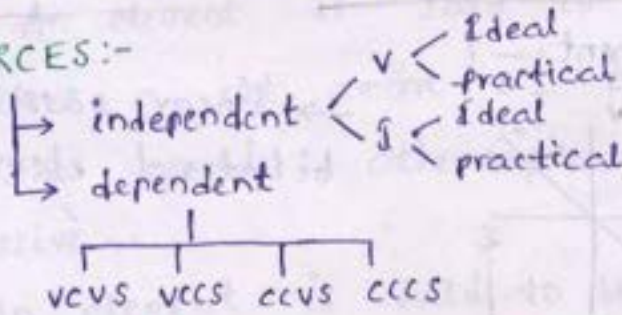 RCES:-
V
Ideal
practical
independent
I
Ideal
practical
dependent
VCVS VCCS CCVS CCCS